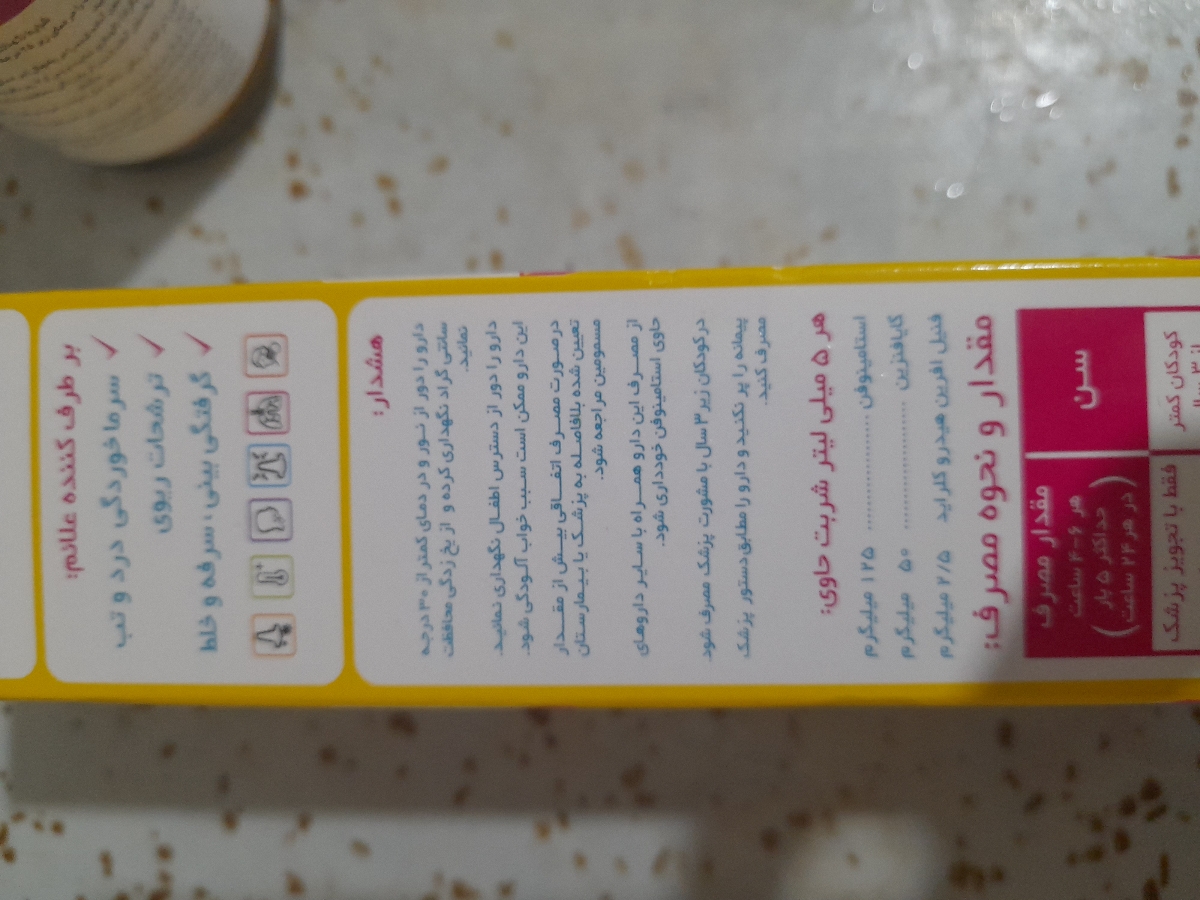 بر طرف کننده علائم:
✓ سرماخوردگی درد و تب
✓ ترشحات ریوی
✓ گرفتگی بینی، سرفه و خلط
هشدار:
دارو را دور از نور و در دمای کمتر از ۳۰ درجه
سانتی گراد نگهداری کرده و از یخ زدگی محافظت
نمائید.
دارو را دور از دسترس اطفال نگهداری نمائید.
این دارو ممکن است سبب خواب آلودگی شود.
در صورت مصرف اتفاقی بیش از مقدار
تعیین شده بلافاصله به پزشک یا بیمارستان
مسمومین مراجعه شود.
از مصرف این دارو همراه با سایر داروهای
حاوی استامینوفن خودداری شود.
در کودکان زیر ۳ سال با مشورت پزشک مصرف شود.
پیمانه را پر نکنید و دارو را مطابق دستور پزشک
مصرف کنید.
هر ۵ میلی لیتر شربت حاوی:
استامینوفن .................... ۱۲۵ میلیگرم
گایافنزین .................... ۵۰ میلیگرم
فنیل افرین هیدروکلراید ۲/۵ میلیگرم
مقدار و نحوه مصرف:
سن
مقدار مصرف
هر ۶-۴ ساعت
(حداکثر ۵ بار
در هر ۲۴ ساعت)
کودکان کمتر
از ۳ سال
فقط با تجویز پزشک